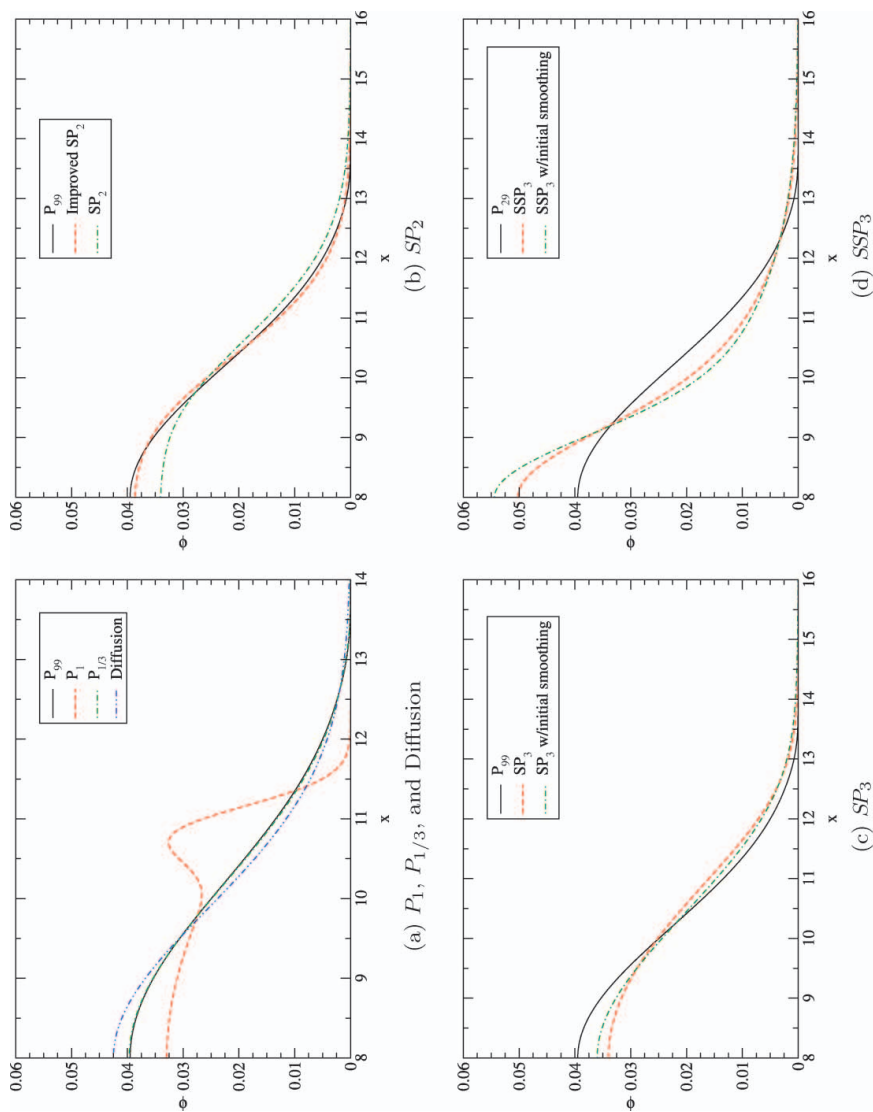 0.06
0.05
0.04
0.03
0.02
0.01
0
ϕ
P₉₉
P₁
P₁/₃
Diffusion
8 9 10 11 12 13 14
x
(a) P₁, P₁/₃, and Diffusion
0.06
0.05
0.04
0.03
0.02
0.01
0
ϕ
P₉₉
Improved SP₂
SP₂
8 9 10 11 12 13 14 15 16
x
(b) SP₂
0.06
0.05
0.04
0.03
0.02
0.01
0
ϕ
P₉₉
SP₃
SP₃ w/initial smoothing
8 9 10 11 12 13 14 15 16
x
(c) SP₃
0.06
0.05
0.04
0.03
0.02
0.01
0
ϕ
P₂₉
SSP₃
SSP₃ w/initial smoothing
8 9 10 11 12 13 14 15 16
x
(d) SSP₃